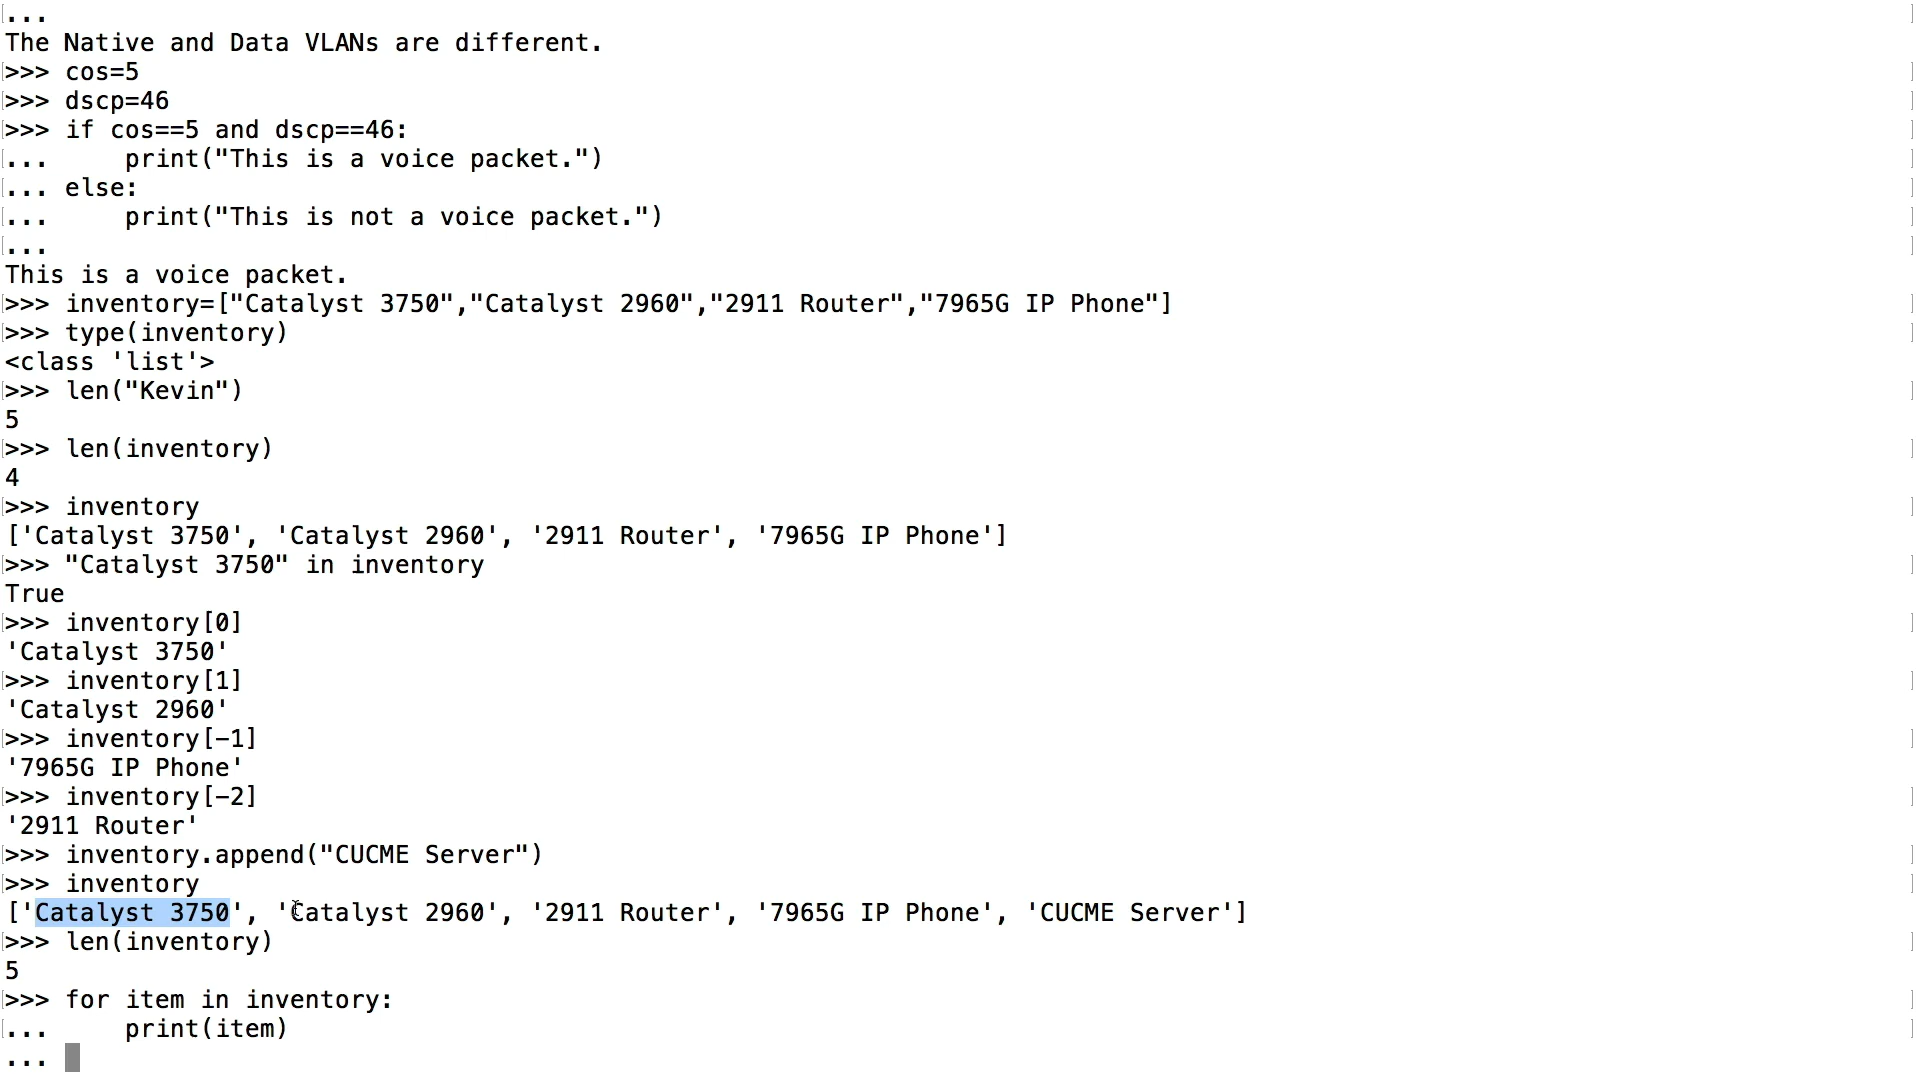 ...
The Native and Data VLANs are different.
>>> cos=5
>>> dscp=46
>>> if cos==5 and dscp==46:
...     print("This is a voice packet.")
... else:
...     print("This is not a voice packet.")
...
This is a voice packet.
>>> inventory=["Catalyst 3750","Catalyst 2960","2911 Router","7965G IP Phone"]
>>> type(inventory)
<class 'list'>
>>> len("Kevin")
5
>>> len(inventory)
4
>>> inventory
['Catalyst 3750', 'Catalyst 2960', '2911 Router', '7965G IP Phone']
>>> "Catalyst 3750" in inventory
True
>>> inventory[0]
'Catalyst 3750'
>>> inventory[1]
'Catalyst 2960'
>>> inventory[-1]
'7965G IP Phone'
>>> inventory[-2]
'2911 Router'
>>> inventory.append("CUCME Server")
>>> inventory
['Catalyst 3750', 'Catalyst 2960', '2911 Router', '7965G IP Phone', 'CUCME Server']
>>> len(inventory)
5
>>> for item in inventory:
...     print(item)
...